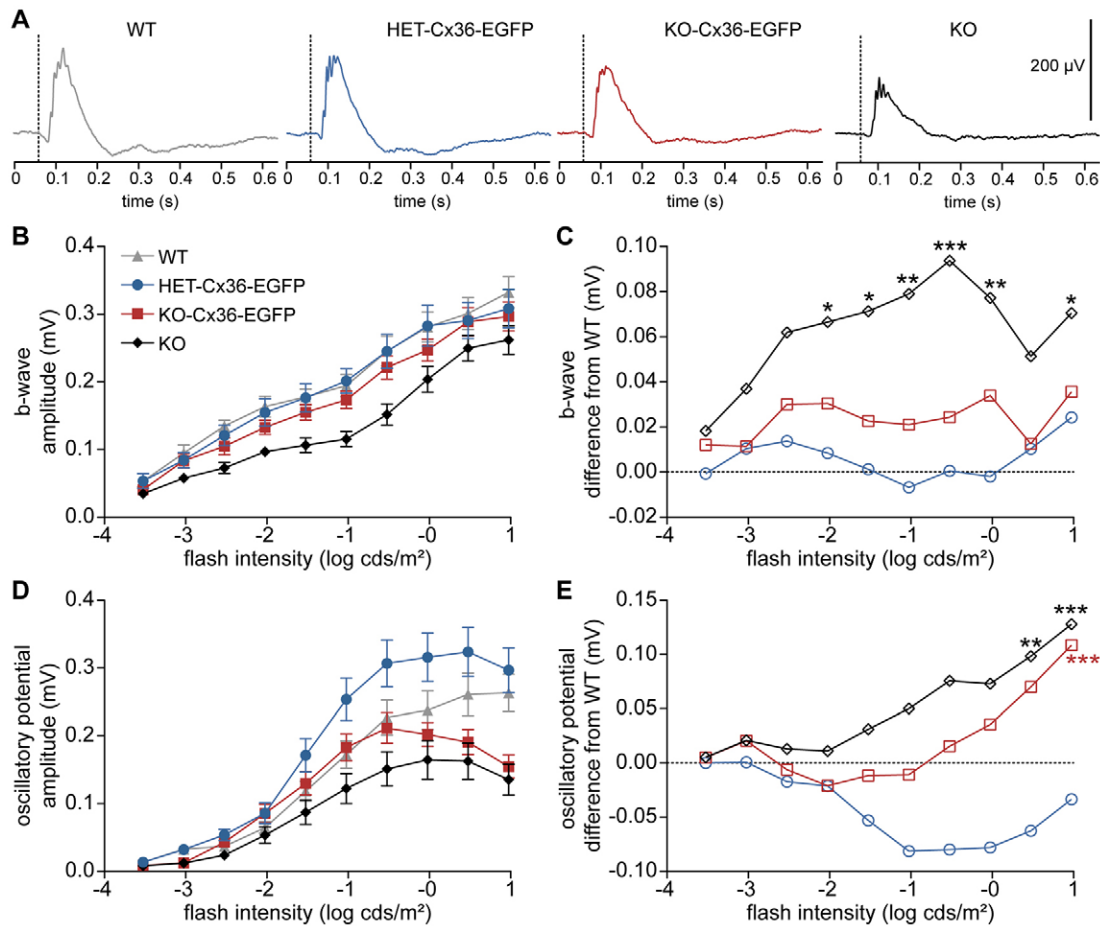 A
WT
HET-Cx36-EGFP
KO-Cx36-EGFP
KO
200 µV
0 0.1 0.2 0.3 0.4 0.5 0.6
0 0.1 0.2 0.3 0.4 0.5 0.6
0 0.1 0.2 0.3 0.4 0.5 0.6
0 0.1 0.2 0.3 0.4 0.5 0.6
time (s)
time (s)
time (s)
time (s)
B
b-wave
amplitude (mV)
0.4
0.3
0.2
0.1
0.0
WT
HET-Cx36-EGFP
KO-Cx36-EGFP
KO
-4 -3 -2 -1 -0 1
flash intensity (log cds/m²)
C
b-wave
difference from WT (mV)
0.10
0.08
0.06
0.04
0.02
0.00
-0.02
* * ** *** ** *
-4 -3 -2 -1 -0 1
flash intensity (log cds/m²)
D
oscillatory potential
amplitude (mV)
0.4
0.3
0.2
0.1
0.0
-4 -3 -2 -1 -0 1
flash intensity (log cds/m²)
E
oscillatory potential
difference from WT (mV)
0.15
0.10
0.05
0.00
-0.05
-0.10
** ***
***
-4 -3 -2 -1 -0 1
flash intensity (log cds/m²)